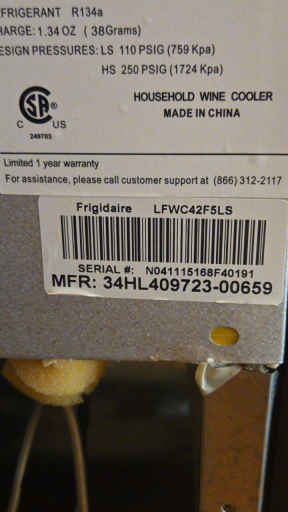 FRIGERANT R134a
HARGE: 1.34 OZ ( 38Grams)
ESIGN PRESSURES: LS 110 PSIG (759 Kpa)
HS 250 PSIG (1724 Kpa)
SA ®
C US
249703
HOUSEHOLD WINE COOLER
MADE IN CHINA
Limited 1 year warranty
For assistance, please call customer support at (866) 312-2117
Frigidaire LFWC42F5LS
SERIAL #: N041115168F40191
MFR: 34HL409723-00659